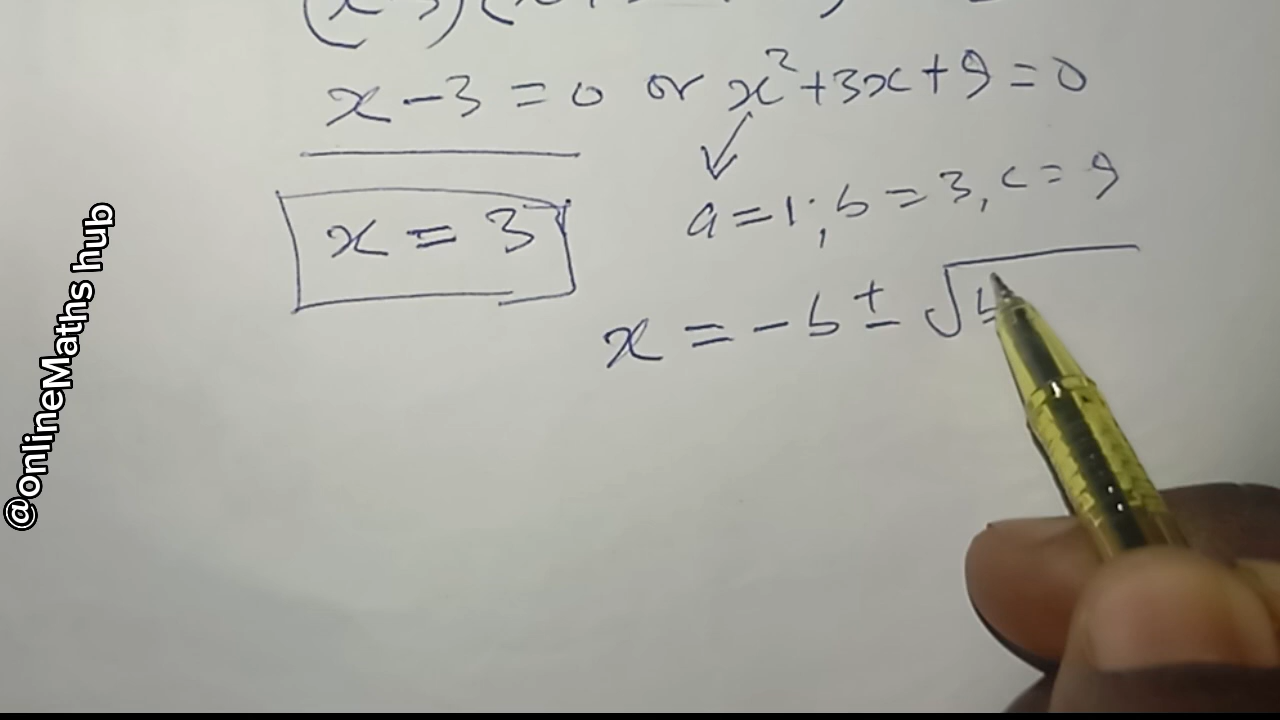 x - 3 = 0 or x² + 3x + 9 = 0
x = 3
a = 1; b = 3, c = 9
x = -b ± √b
@onlineMaths hub